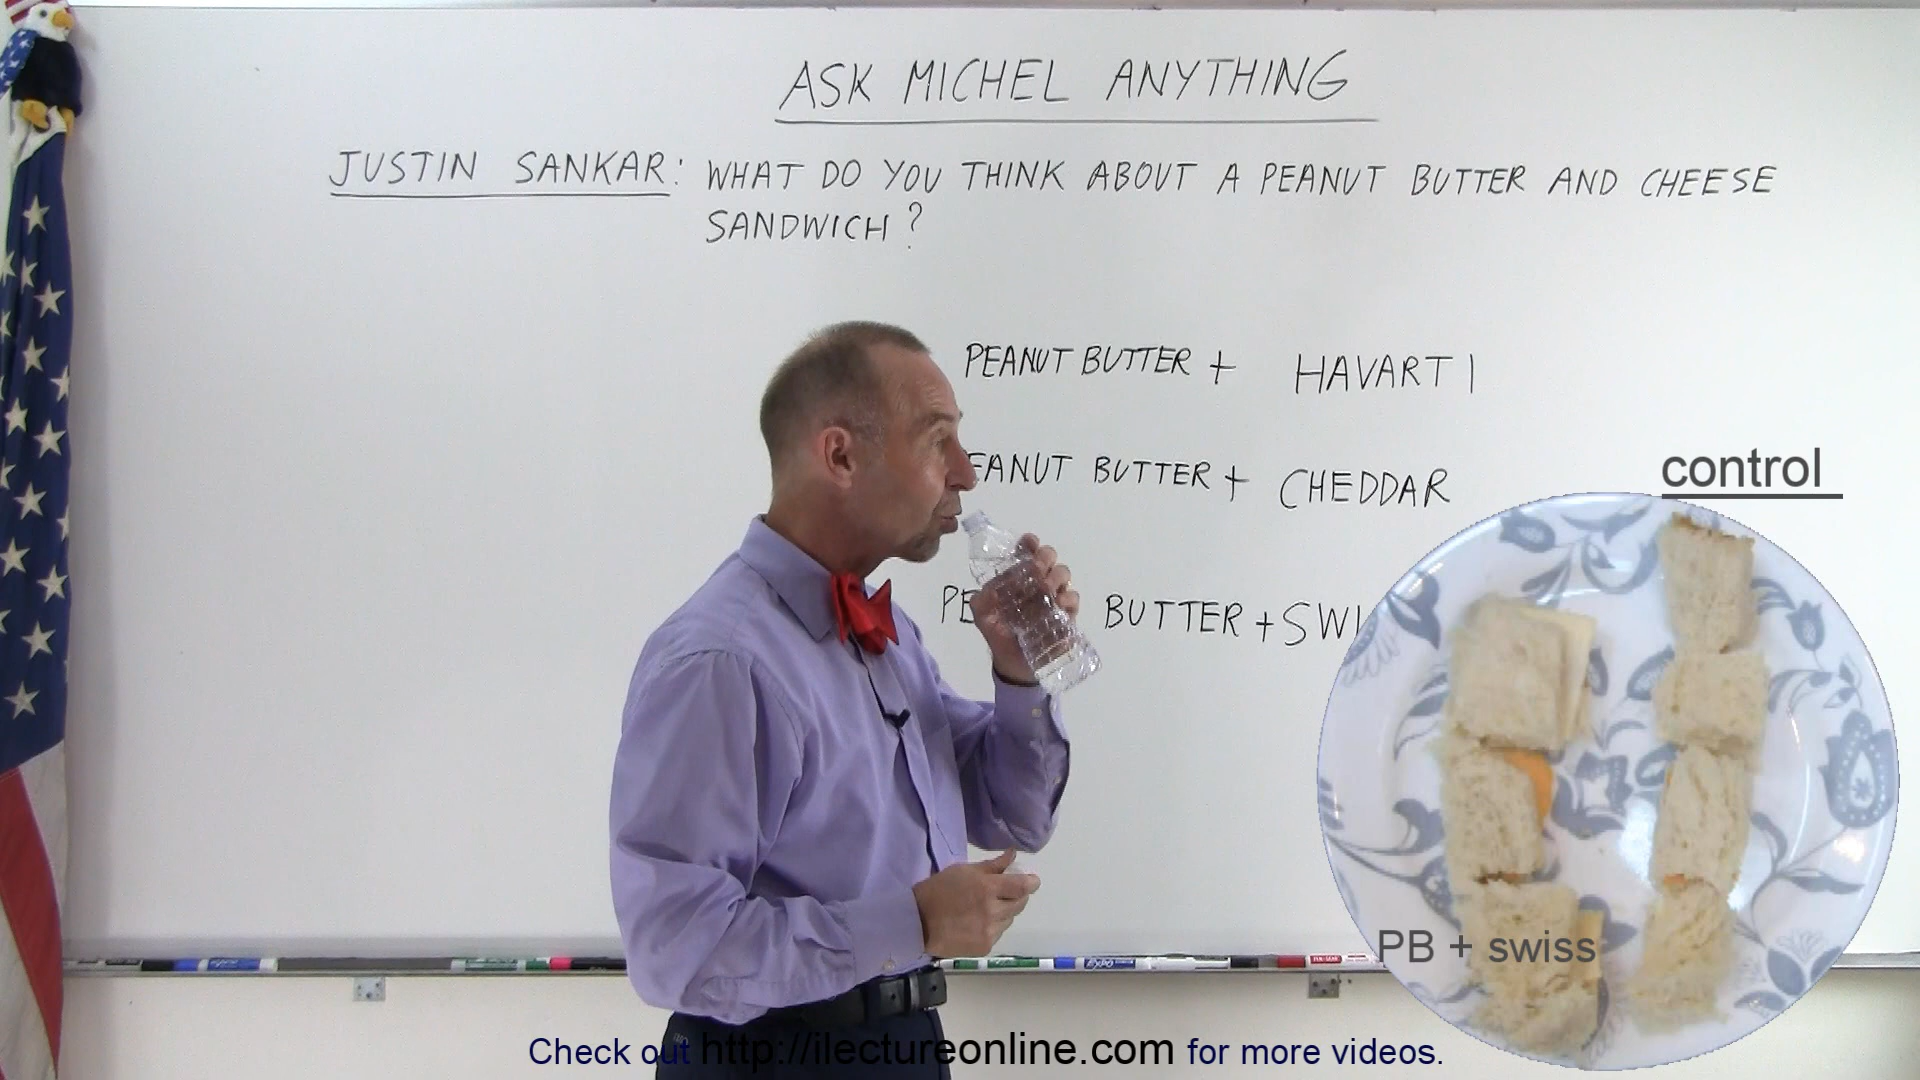 ASK MICHEL ANYTHING
JUSTIN SANKAR: WHAT DO YOU THINK ABOUT A PEANUT BUTTER AND CHEESE
SANDWICH?
PEANUT BUTTER + HAVARTI
EANUT BUTTER + CHEDDAR
PE BUTTER + SWI
control
PB + swiss
Check out http://ilectureonline.com for more videos.